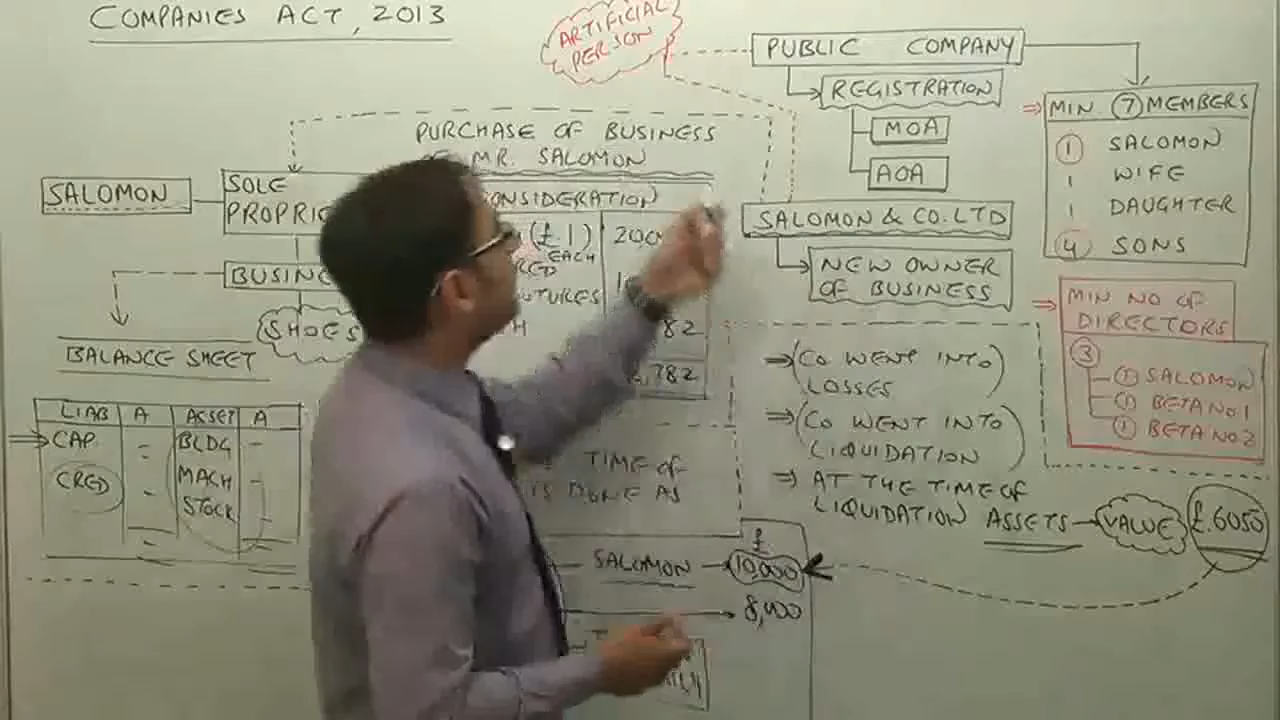 COMPANIES ACT, 2013
ARTIFICIAL
PERSON
PUBLIC COMPANY
REGISTRATION
MOA
AOA
MIN. 7 MEMBERS
1 SALOMON
1 WIFE
1 DAUGHTER
4 SONS
PURCHASE OF BUSINESS
MR. SALOMON
SALOMON
SOLE
BALANCE SHEET
SHOES
LIAB A ASSET A
CAP - BLDG -
CRED - MACH -
STOCK -
(£1)
EACH
782
SALOMON & CO. LTD
NEW OWNER
OF BUSINESS
MIN NO OF
DIRECTORS
3
1 SALOMON
1 BETA NO 1
1 BETA NO 2
⇒ (CO WENT INTO)
LOSSES
⇒ (CO WENT INTO)
LIQUIDATION
⇒ AT THE TIME OF
LIQUIDATION ASSETS → VALUE £.6050
TIME OF
IS DONE AS
£
SALOMON → 10,000